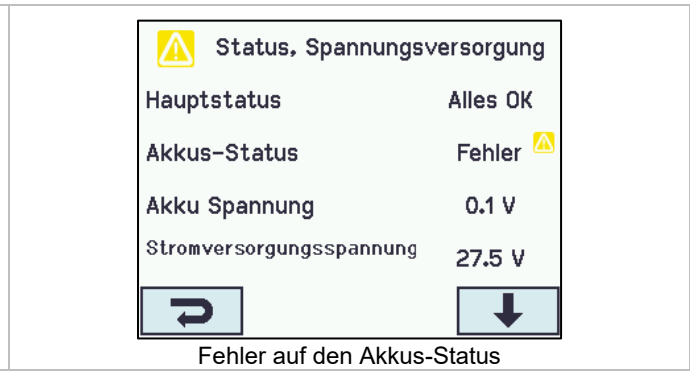 Status, Spannungsversorgung
Hauptstatus Alles OK
Akkus-Status Fehler
Akku Spannung 0.1 V
Stromversorgungsspannung 27.5 V
Fehler auf den Akkus-Status